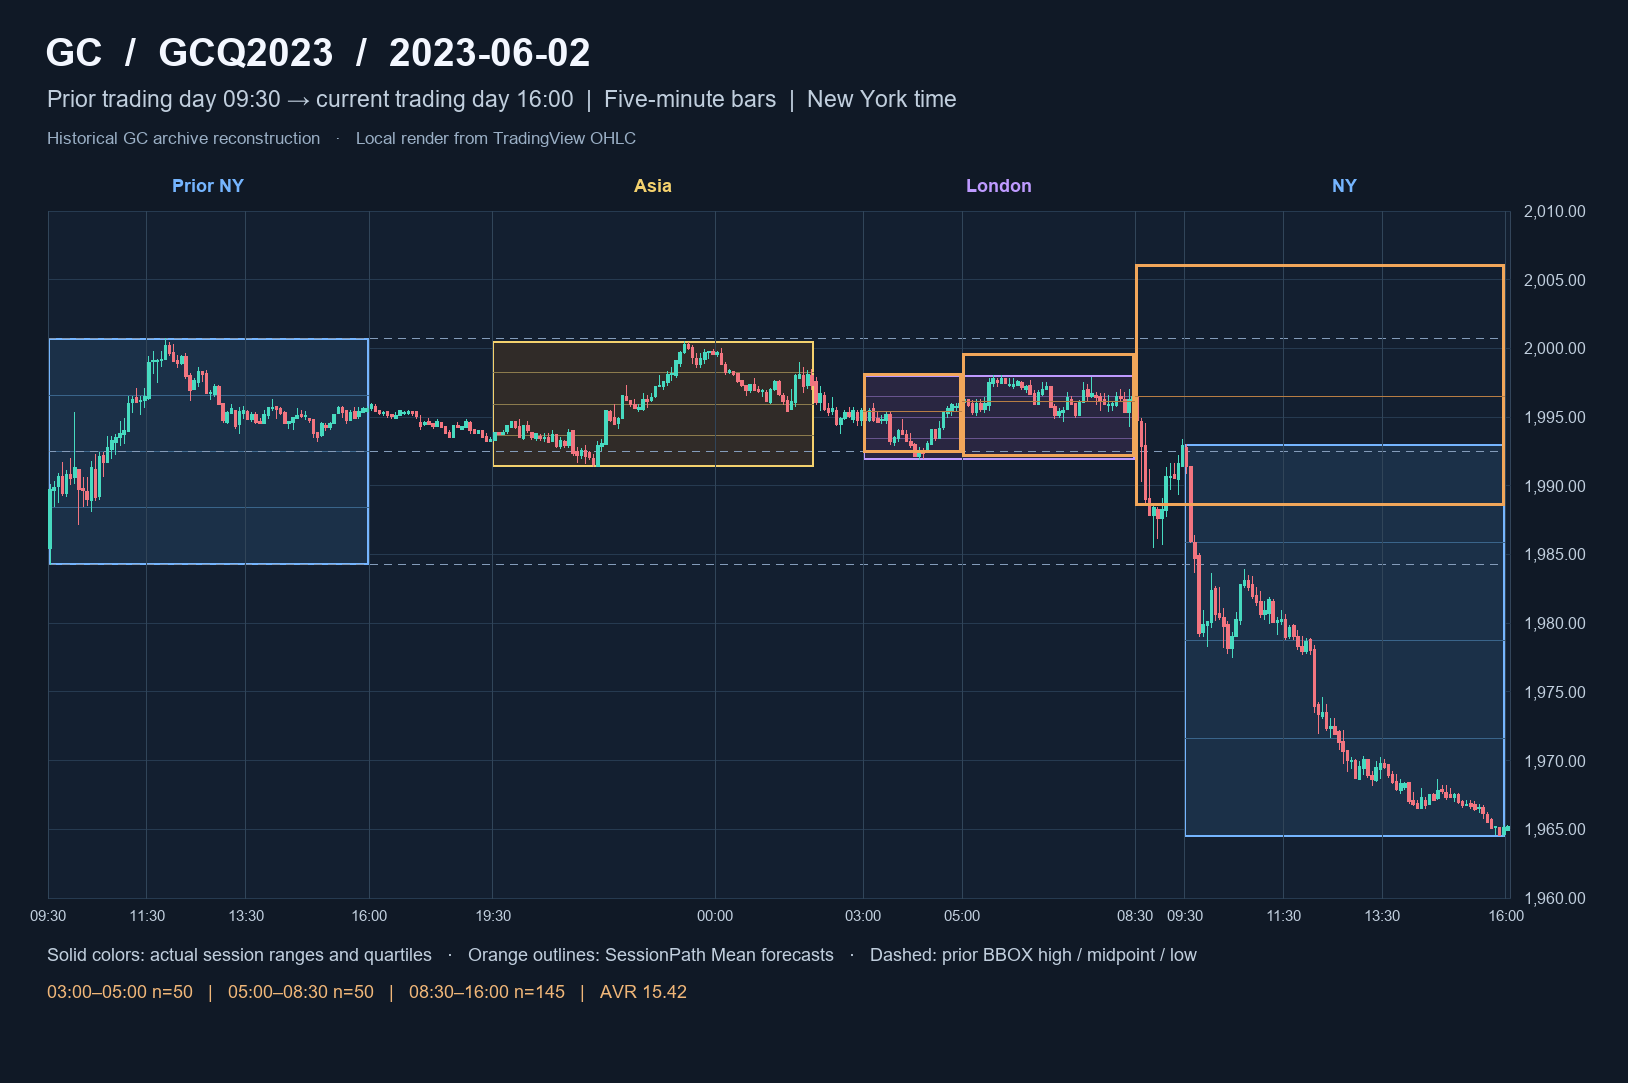 GC / GCQ2023 / 2023-06-02
Prior trading day 09:30 → current trading day 16:00 | Five-minute bars | New York time
Historical GC archive reconstruction · Local render from TradingView OHLC
Prior NY Asia London NY
2,010.00
2,005.00
2,000.00
1,995.00
1,990.00
1,985.00
1,980.00
1,975.00
1,970.00
1,965.00
1,960.00
09:30 11:30 13:30 16:00 19:30 00:00 03:00 05:00 08:30 09:30 11:30 13:30 16:00
Solid colors: actual session ranges and quartiles · Orange outlines: SessionPath Mean forecasts · Dashed: prior BBOX high / midpoint / low
03:00–05:00 n=50 | 05:00–08:30 n=50 | 08:30–16:00 n=145 | AVR 15.42